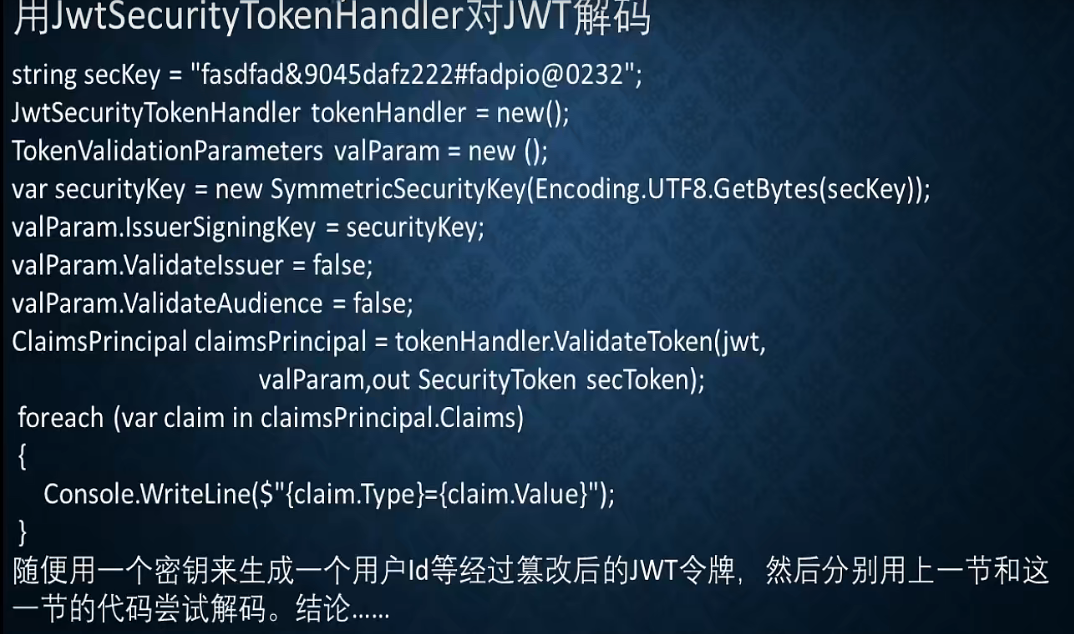 用JwtSecurityTokenHandler对JWT解码
string secKey = "fasdfad&9045dafz222#fadpio@0232";
JwtSecurityTokenHandler tokenHandler = new();
TokenValidationParameters valParam = new ();
var securityKey = new SymmetricSecurityKey(Encoding.UTF8.GetBytes(secKey));
valParam.IssuerSigningKey = securityKey;
valParam.ValidateIssuer = false;
valParam.ValidateAudience = false;
ClaimsPrincipal claimsPrincipal = tokenHandler.ValidateToken(jwt,
valParam,out SecurityToken secToken);
foreach (var claim in claimsPrincipal.Claims)
{
Console.WriteLine($"{claim.Type}={claim.Value}");
}
随便用一个密钥来生成一个用户Id等经过篡改后的JWT令牌，然后分别用上一节和这
一节的代码尝试解码。结论……